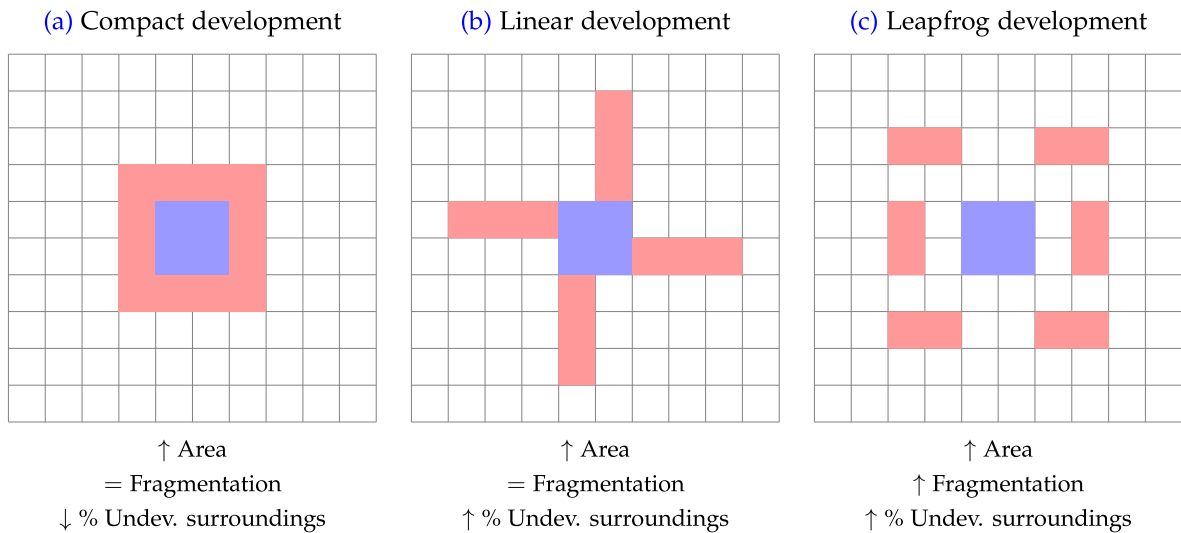 (a) Compact development
(b) Linear development
(c) Leapfrog development
↑ Area
= Fragmentation
↓ % Undev. surroundings
↑ Area
= Fragmentation
↑ % Undev. surroundings
↑ Area
↑ Fragmentation
↑ % Undev. surroundings